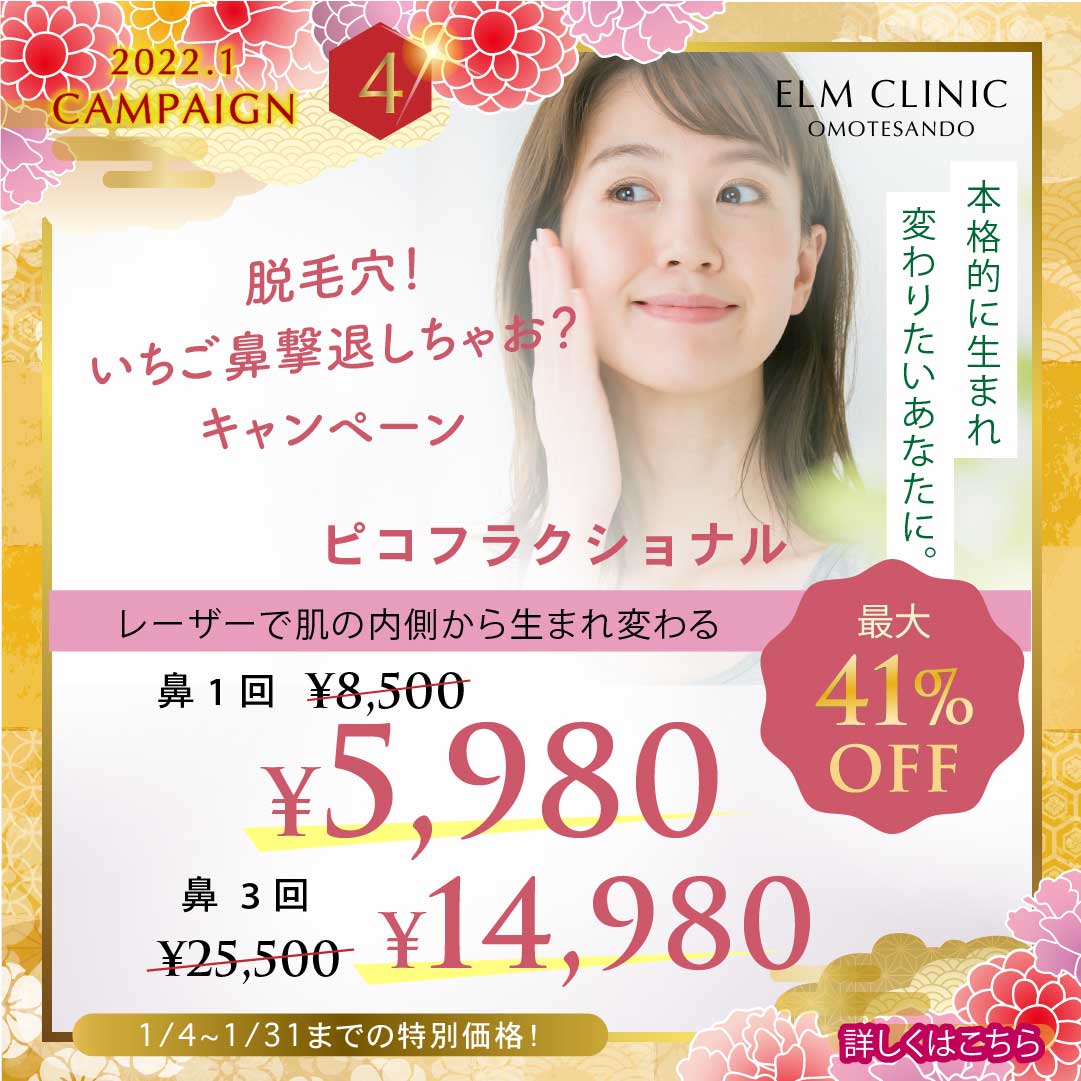 2022.1
CAMPAIGN
4
ELM CLINIC
OMOTESANDO
本格的に生まれ
変わりたいあなたに。
脱毛穴！
いちご鼻撃退しちゃお？
キャンペーン
ピコフラクショナル
レーザーで肌の内側から生まれ変わる
最大
41%
OFF
鼻1回 ¥8,500
¥5,980
鼻 3回
¥25,500
¥14,980
1/4~1/31までの特別価格！
詳しくはこちら